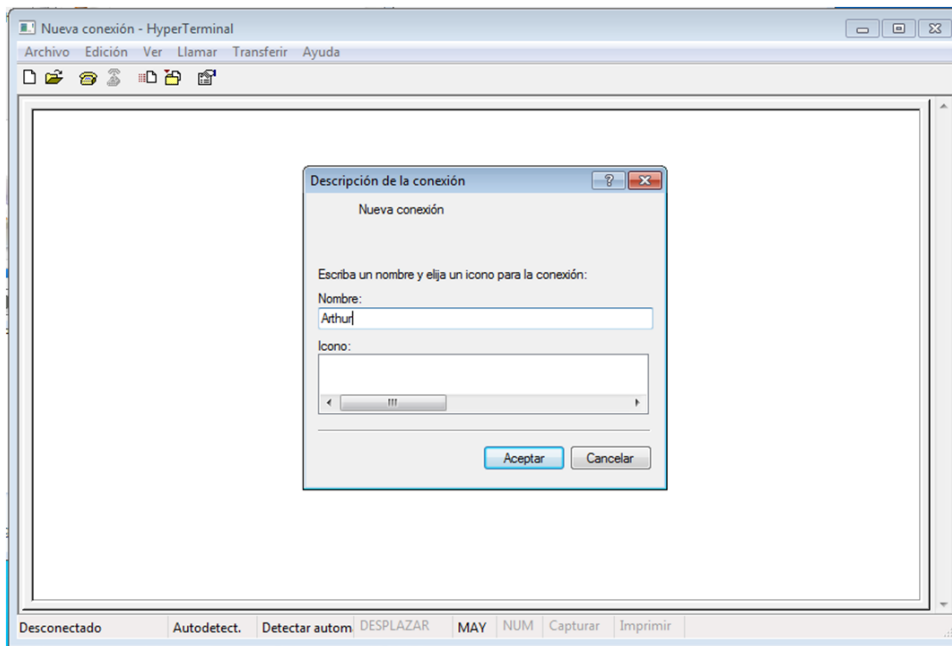 Nueva conexión - HyperTerminal
Archivo Edición Ver Llamar Transferir Ayuda
Descripción de la conexión
Nueva conexión
Escriba un nombre y elija un icono para la conexión:
Nombre:
Arthur
Icono:
Aceptar Cancelar
Desconectado Autodetect. Detectar autom DESPLAZAR MAY NUM Capturar Imprimir